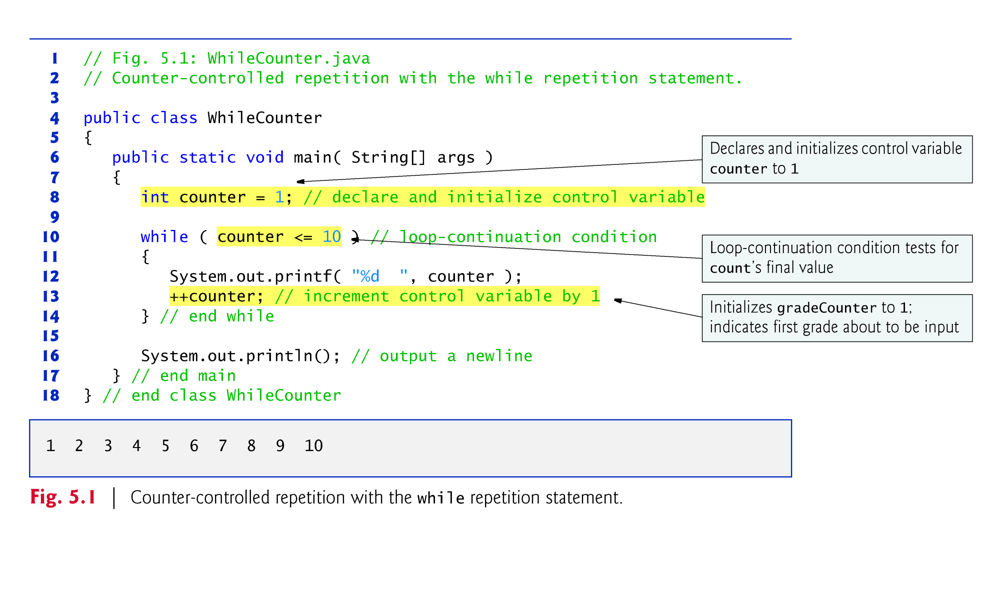 1 // Fig. 5.1: WhileCounter.java
2 // Counter-controlled repetition with the while repetition statement.
3
4 public class WhileCounter
5 {
6    public static void main( String[] args )
7    {
8       int counter = 1; // declare and initialize control variable
9
10       while ( counter <= 10 ) // loop-continuation condition
11       {
12          System.out.printf( "%d  ", counter );
13          ++counter; // increment control variable by 1
14       } // end while
15
16       System.out.println(); // output a newline
17    } // end main
18 } // end class WhileCounter
Declares and initializes control variable
counter to 1
Loop-continuation condition tests for
count’s final value
Initializes gradeCounter to 1;
indicates first grade about to be input
1  2  3  4  5  6  7  8  9  10
Fig. 5.1 | Counter-controlled repetition with the while repetition statement.